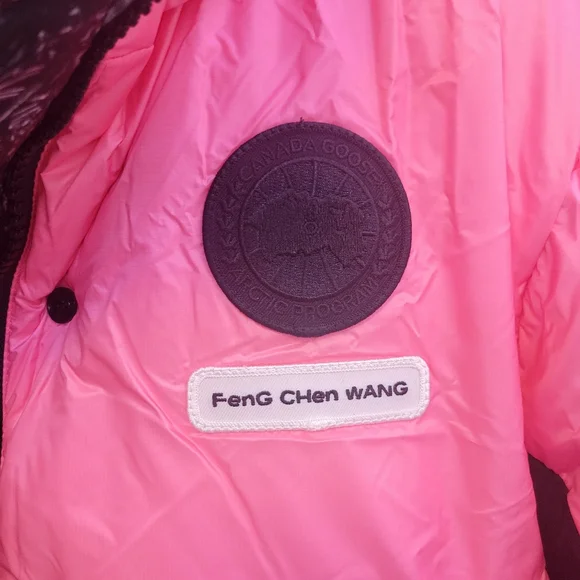 CANADA GOOSE
ARCTIC PROGRAM
FenG CHen WANG